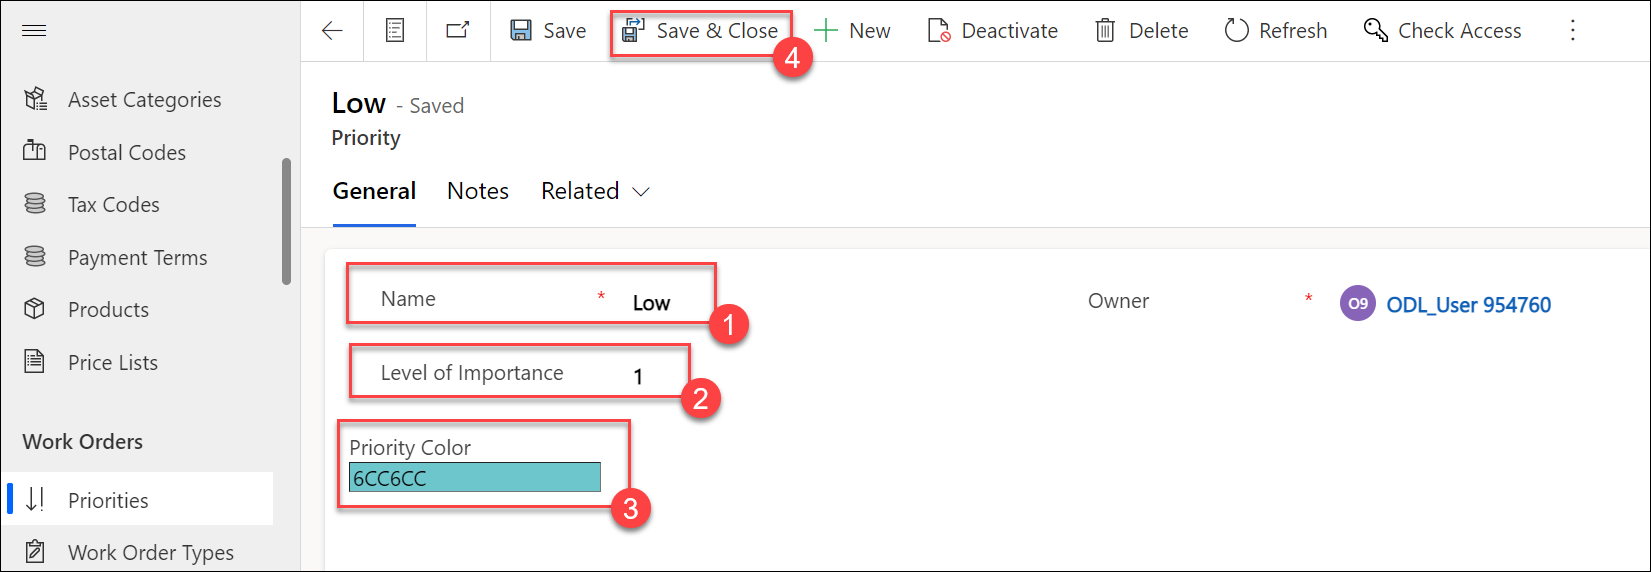 Save
Save & Close
New
Deactivate
Delete
Refresh
Check Access
4
Asset Categories
Postal Codes
Tax Codes
Payment Terms
Products
Price Lists
Work Orders
Priorities
Work Order Types
Low - Saved
Priority
General Notes Related
Name * Low
1
Owner * O9 ODL_User 954760
Level of Importance 1
2
Priority Color
6CC6CC
3